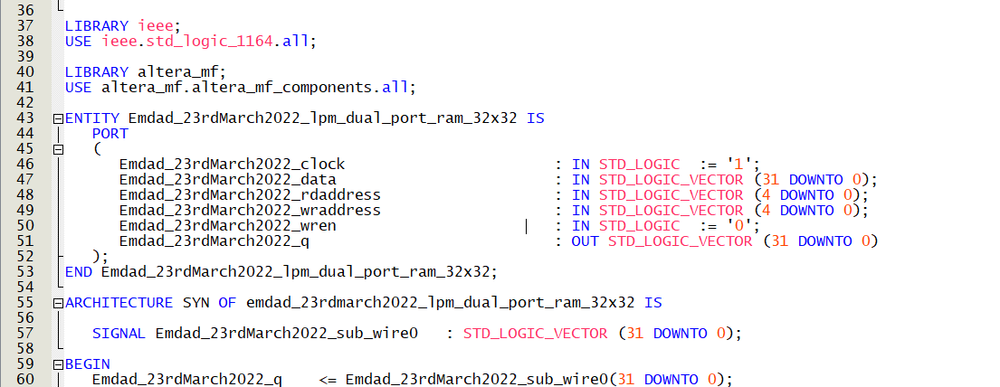 36
37 LIBRARY ieee;
38 USE ieee.std_logic_1164.all;
39
40 LIBRARY altera_mf;
41 USE altera_mf.altera_mf_components.all;
42
43 ENTITY Emdad_23rdMarch2022_lpm_dual_port_ram_32x32 IS
44 PORT
45 (
46 Emdad_23rdMarch2022_clock : IN STD_LOGIC := '1';
47 Emdad_23rdMarch2022_data : IN STD_LOGIC_VECTOR (31 DOWNTO 0);
48 Emdad_23rdMarch2022_rdaddress : IN STD_LOGIC_VECTOR (4 DOWNTO 0);
49 Emdad_23rdMarch2022_wraddress : IN STD_LOGIC_VECTOR (4 DOWNTO 0);
50 Emdad_23rdMarch2022_wren : IN STD_LOGIC := '0';
51 Emdad_23rdMarch2022_q : OUT STD_LOGIC_VECTOR (31 DOWNTO 0)
52 );
53 END Emdad_23rdMarch2022_lpm_dual_port_ram_32x32;
54
55 ARCHITECTURE SYN OF emdad_23rdmarch2022_lpm_dual_port_ram_32x32 IS
56
57 SIGNAL Emdad_23rdMarch2022_sub_wire0 : STD_LOGIC_VECTOR (31 DOWNTO 0);
58
59 BEGIN
60 Emdad_23rdMarch2022_q <= Emdad_23rdMarch2022_sub_wire0(31 DOWNTO 0);